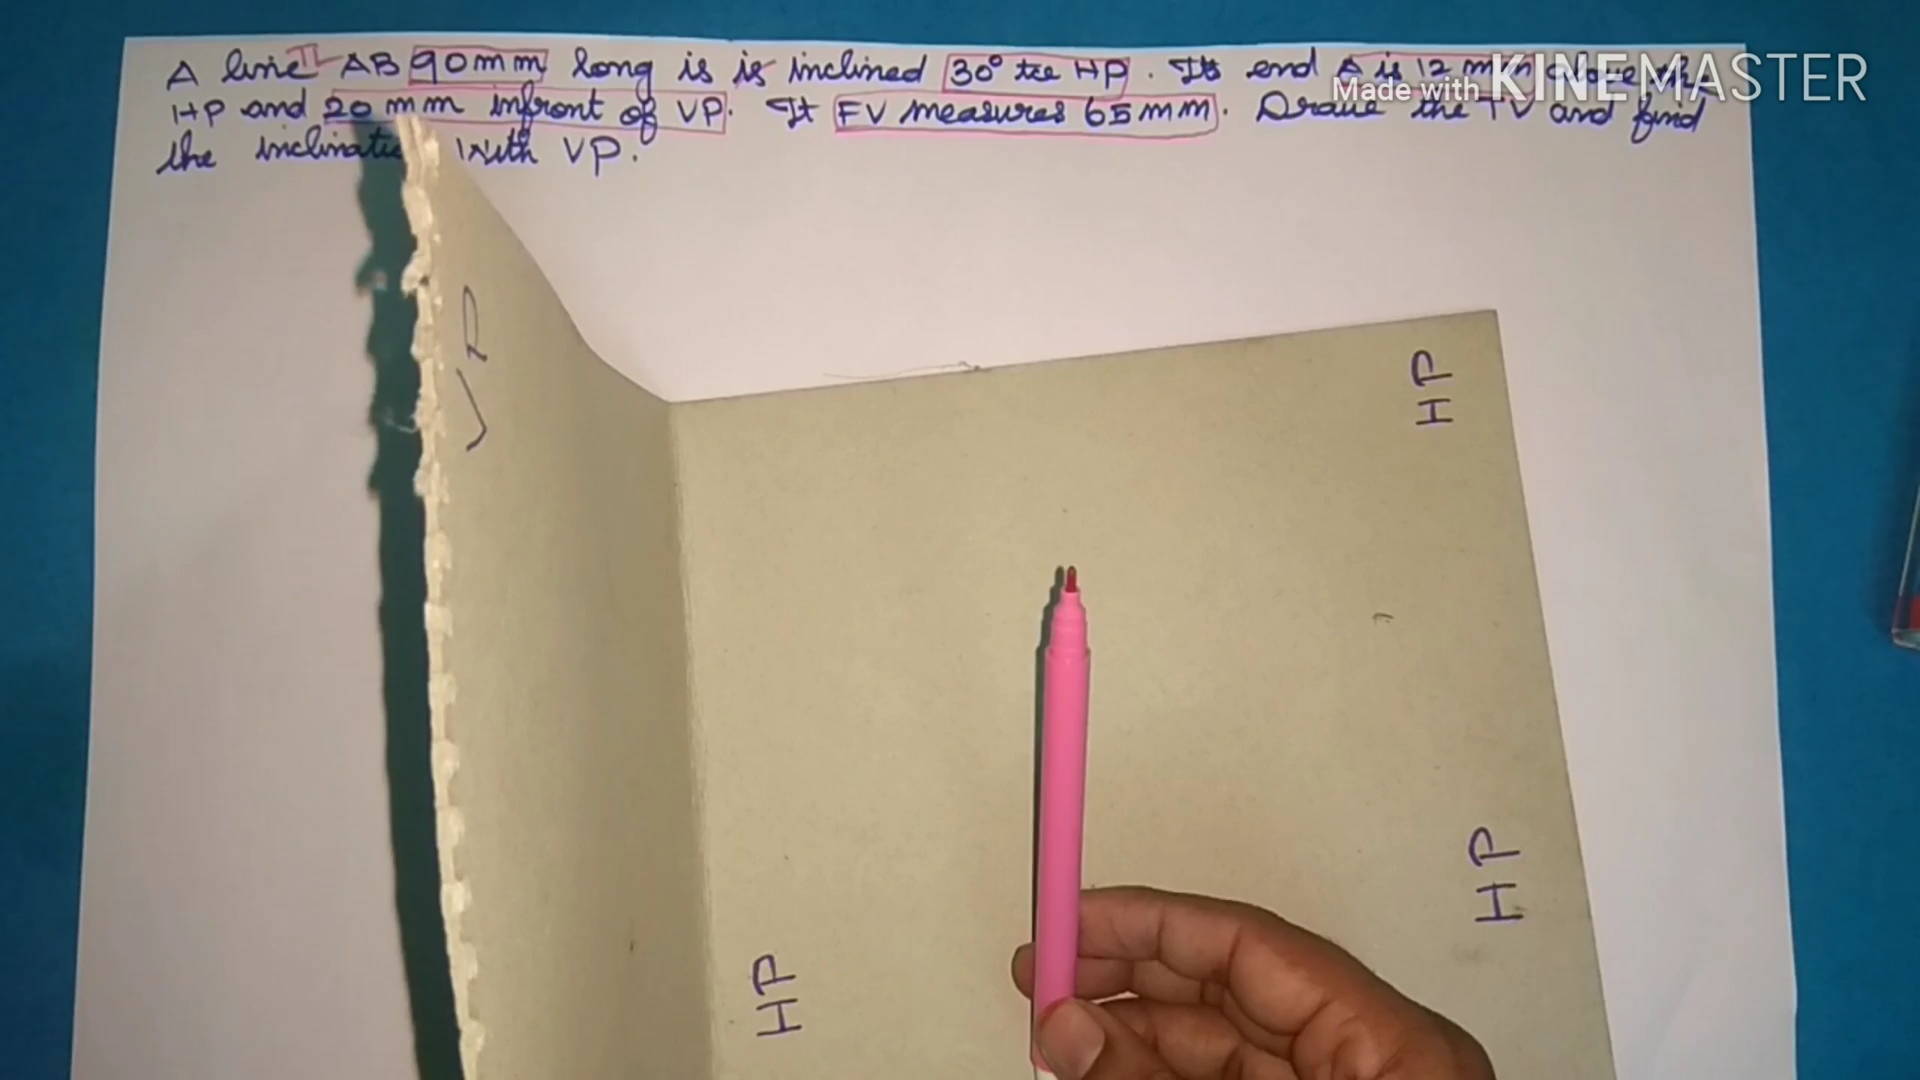 A line TL AB 90mm long is is inclined 30° to HP. Its end A is 12 mm above the
HP and 20 mm infront of VP. It FV measures 65mm. Draw the TV and find
the inclination with VP.
Made with KINEMASTER
VP
HP
HP
HP